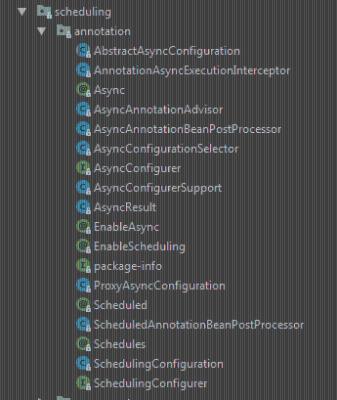 scheduling
annotation
AbstractAsyncConfiguration
AnnotationAsyncExecutionInterceptor
Async
AsyncAnnotationAdvisor
AsyncAnnotationBeanPostProcessor
AsyncConfigurationSelector
AsyncConfigurer
AsyncConfigurerSupport
AsyncResult
EnableAsync
EnableScheduling
package-info
ProxyAsyncConfiguration
Scheduled
ScheduledAnnotationBeanPostProcessor
Schedules
SchedulingConfiguration
SchedulingConfigurer